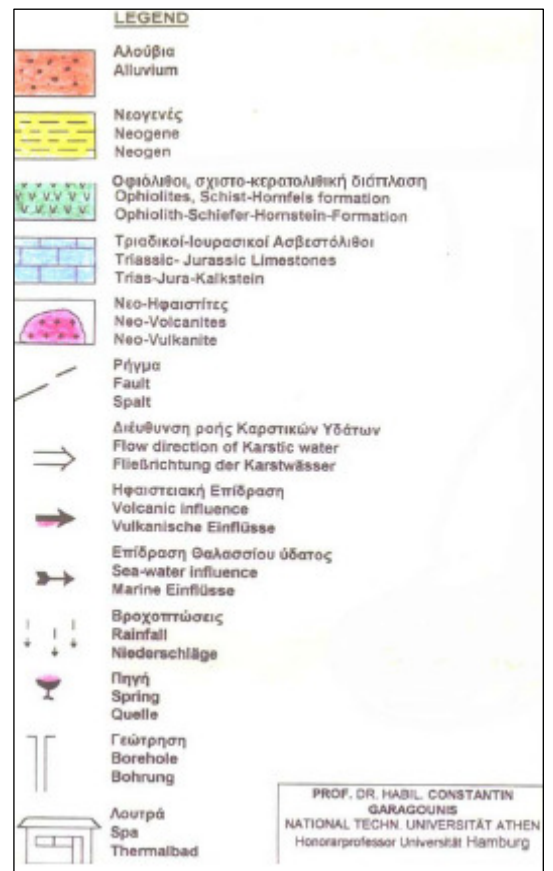 LEGEND
Αλούβια
Alluvium
Νεογενές
Neogene
Neogen
Οφιόλιθοι, σχιστο-κερατολιθική διάπλαση
Ophiolites, Schist-Hornfels formation
Ophiolith-Schiefer-Hornstein-Formation
Τριαδικοί-Ιουρασικοί Ασβεστόλιθοι
Triassic- Jurassic Limestones
Trias-Jura-Kalkstein
Νεο-Ηφαιστίτες
Neo-Volcanites
Neo-Vulkanite
Ρήγμα
Fault
Spalt
Διέυθυνση ροής Καρστικών Υδάτων
Flow direction of Karstic water
Fließrichtung der Karstwässer
Ηφαιστειακή Επίδραση
Volcanic influence
Vulkanische Einflüsse
Επίδραση Θαλασσίου ύδατος
Sea-water influence
Marine Einflüsse
Βροχοπτώσεις
Rainfall
Niederschläge
Πηγή
Spring
Quelle
Γεώτρηση
Borehole
Bohrung
Λουτρά
Spa
Thermalbad
PROF. DR. HABIL. CONSTANTIN
GARAGOUNIS
NATIONAL TECHN. UNIVERSITÄT ATHEN
Honorarprofessor Universität Hamburg